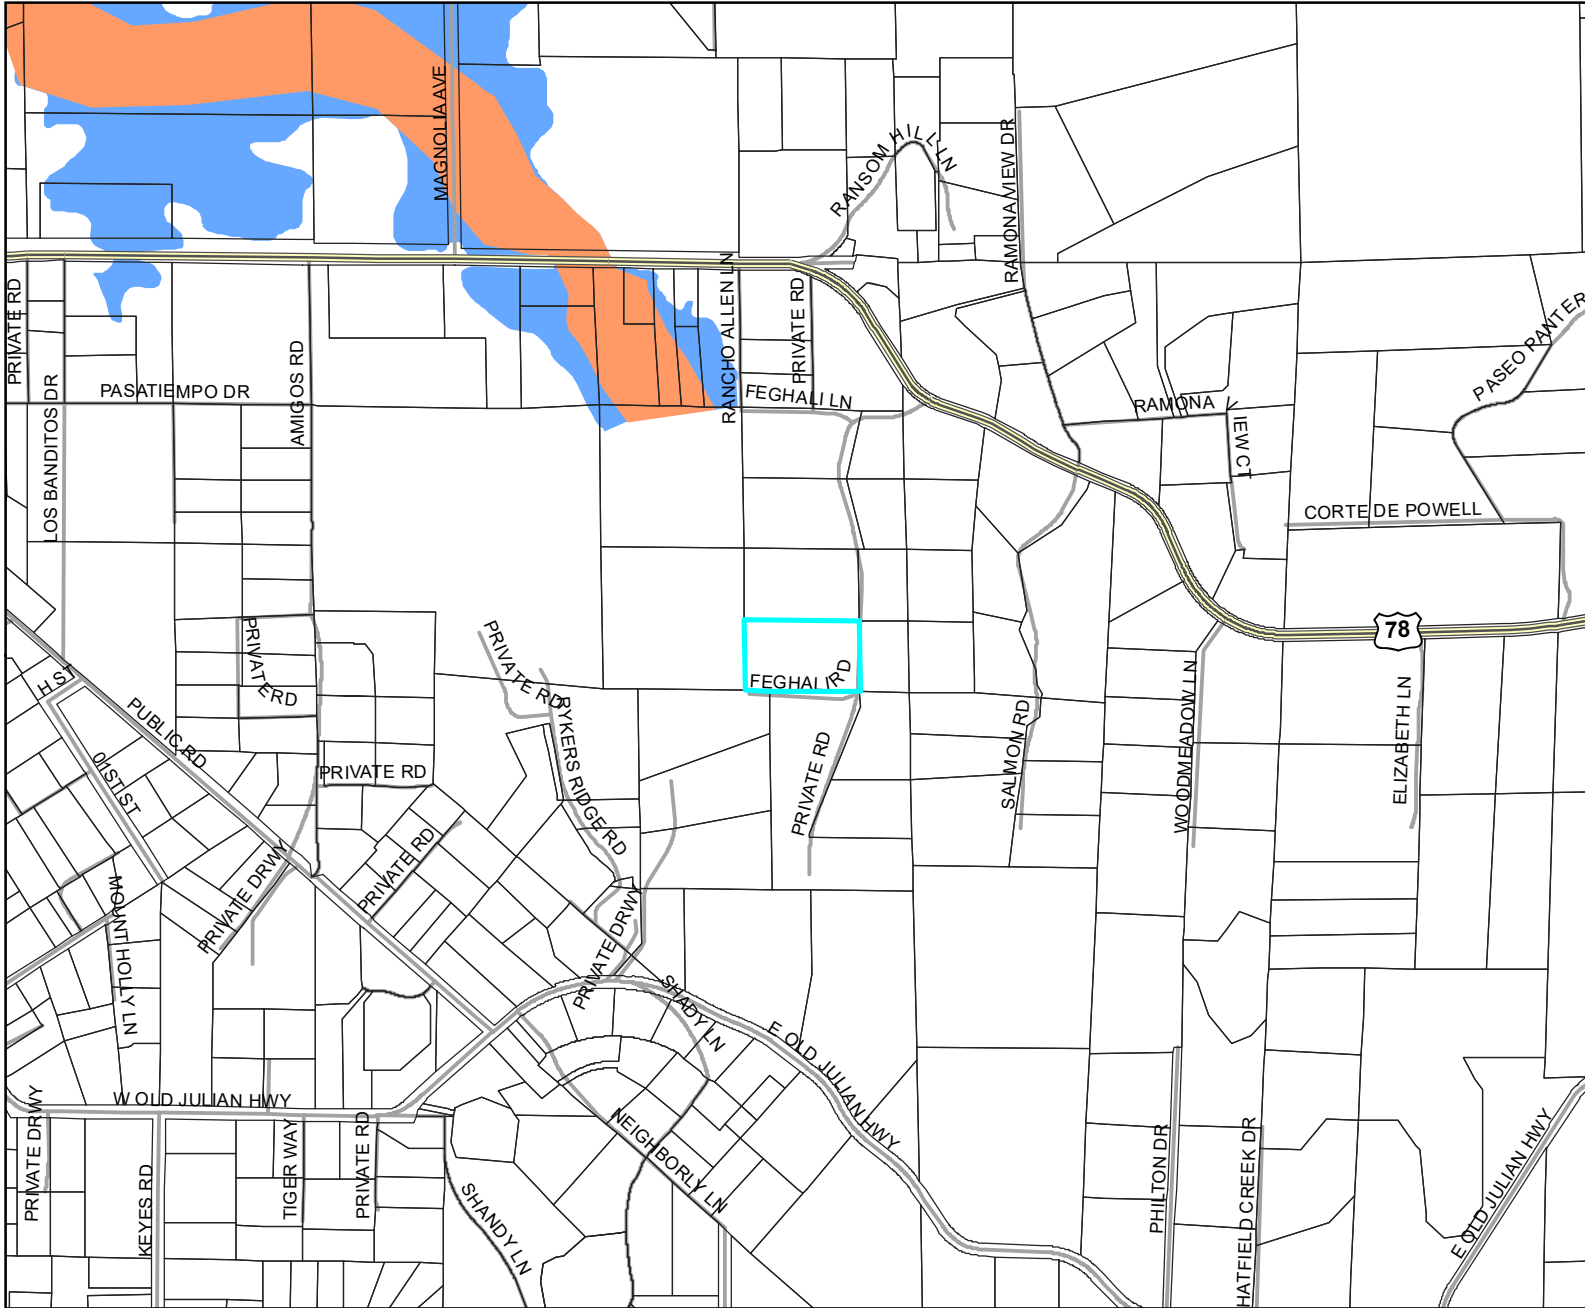 MAGNOLIA AVE
RANSOM HILL LN
RAMONA VIEW DR
PRIVATE RD
LOS BANDITOS DR
PASATIEMPO DR
AMIGOS RD
RANCHO ALLEN LN
PRIVATE RD
FEGHALI LN
RAMONA VIEW CT
PASEO PANTER
CORTE DE POWELL
78
H ST
PUBLIC RD
01ST ST
PRIVATE RD
PRIVATE RD
PRIVATE RD
RYKERS RIDGE RD
FEGHALI RD
PRIVATE RD
SALMON RD
WOODMEADOW LN
ELIZABETH LN
PRIVATE RD
PRIVATE DRWY
MOUNT HOLLY LN
PRIVATE DRWY
SHADY LN
E OLD JULIAN HWY
W OLD JULIAN HWY
PRIVATE DRWY
KEYES RD
TIGER WAY
PRIVATE RD
SHANDY LN
NEIGHBORLY LN
PHILTON DR
HATFIELD CREEK DR
E OLD JULIAN HWY